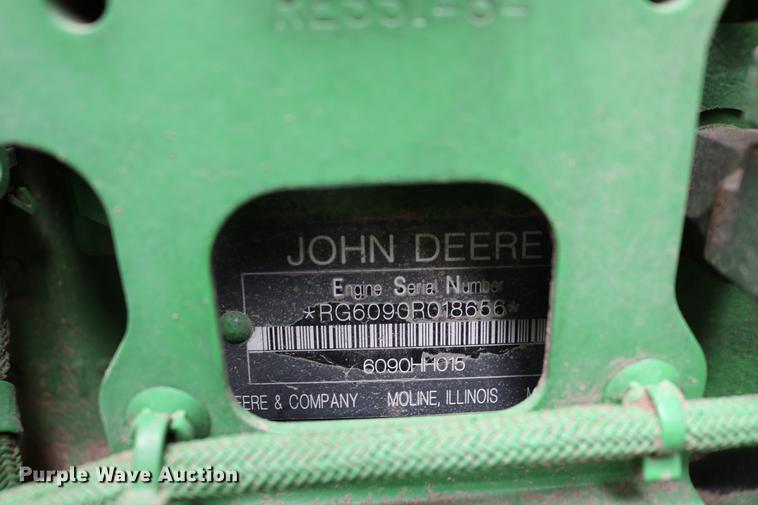 JOHN DEERE
Engine Serial Number
*RG6090R018656*
6090HH015
EERE & COMPANY MOLINE, ILLINOIS
Purple Wave Auction